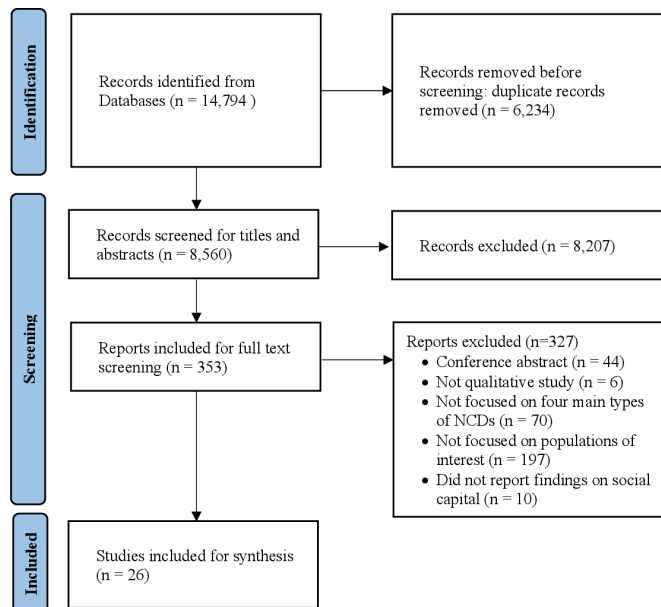 Identification
Records identified from
Databases (n = 14,794 )
Records removed before
screening: duplicate records
removed (n = 6,234)
Screening
Records screened for titles and
abstracts (n = 8,560)
Records excluded (n = 8,207)
Reports included for full text
screening (n = 353)
Reports excluded (n=327)
• Conference abstract (n = 44)
• Not qualitative study (n = 6)
• Not focused on four main types
of NCDs (n = 70)
• Not focused on populations of
interest (n = 197)
• Did not report findings on social
capital (n = 10)
Included
Studies included for synthesis
(n = 26)